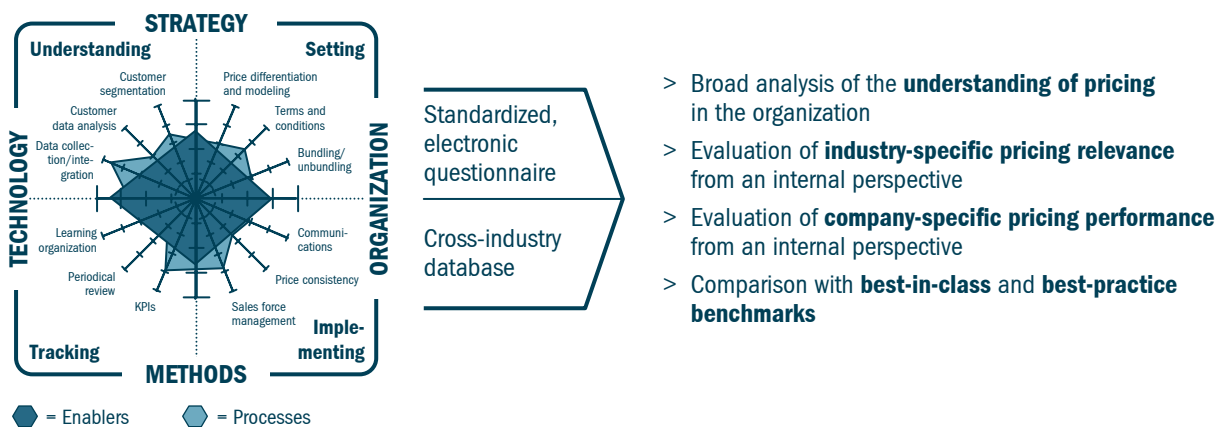 STRATEGY
Understanding
Setting
Customer
segmentation
Price differentiation
and modeling
Customer
data analysis
Terms and
conditions
Data collec-
tion/inte-
gration
Bundling/
unbundling
TECHNOLOGY
ORGANIZATION
Learning
organization
Communi-
cations
Periodical
review
Price consistency
KPIs
Sales force
management
Tracking
Imple-
menting
METHODS
= Enablers
= Processes
Standardized,
electronic
questionnaire
Cross-industry
database
> Broad analysis of the understanding of pricing
in the organization
> Evaluation of industry-specific pricing relevance
from an internal perspective
> Evaluation of company-specific pricing performance
from an internal perspective
> Comparison with best-in-class and best-practice
benchmarks